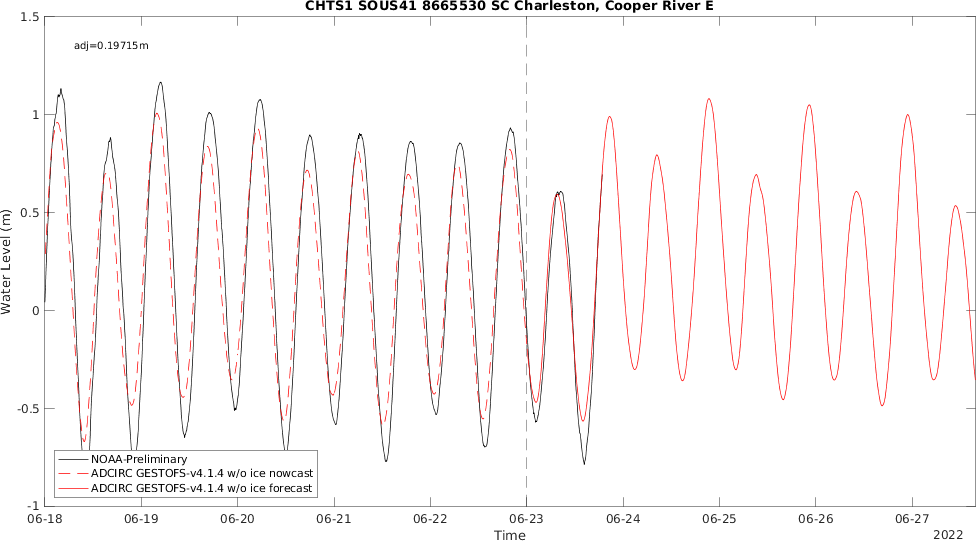 CHTS1 SOUS41 8665530 SC Charleston, Cooper River E
adj=0.19715m
Water Level (m)
1.5
1
0.5
0
-0.5
-1
NOAA-Preliminary
ADCIRC GESTOFS-v4.1.4 w/o ice nowcast
ADCIRC GESTOFS-v4.1.4 w/o ice forecast
06-18 06-19 06-20 06-21 06-22 06-23 06-24 06-25 06-26 06-27
Time
2022